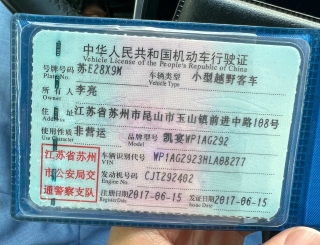 中华人民共和国机动车行驶证
Vehicle License of the People's Republic of China
号牌号码 苏E28X9M 车辆类型 小型越野客车
Plate No. Vehicle Type
所有人 李亮
Owner
住址 江苏省苏州市昆山市玉山镇前进中路108号
Address
使用性质 非营运 品牌型号 凯宴WP1AG292
Use Character Model
江苏省苏州 车辆识别代号 WP1AG2923HLA08277
VIN
市公安局交 发动机号码 CJT292402
Engine No.
通警察支队 注册日期 2017-06-15 发证日期 2017-06-15
Register Date Issue Date